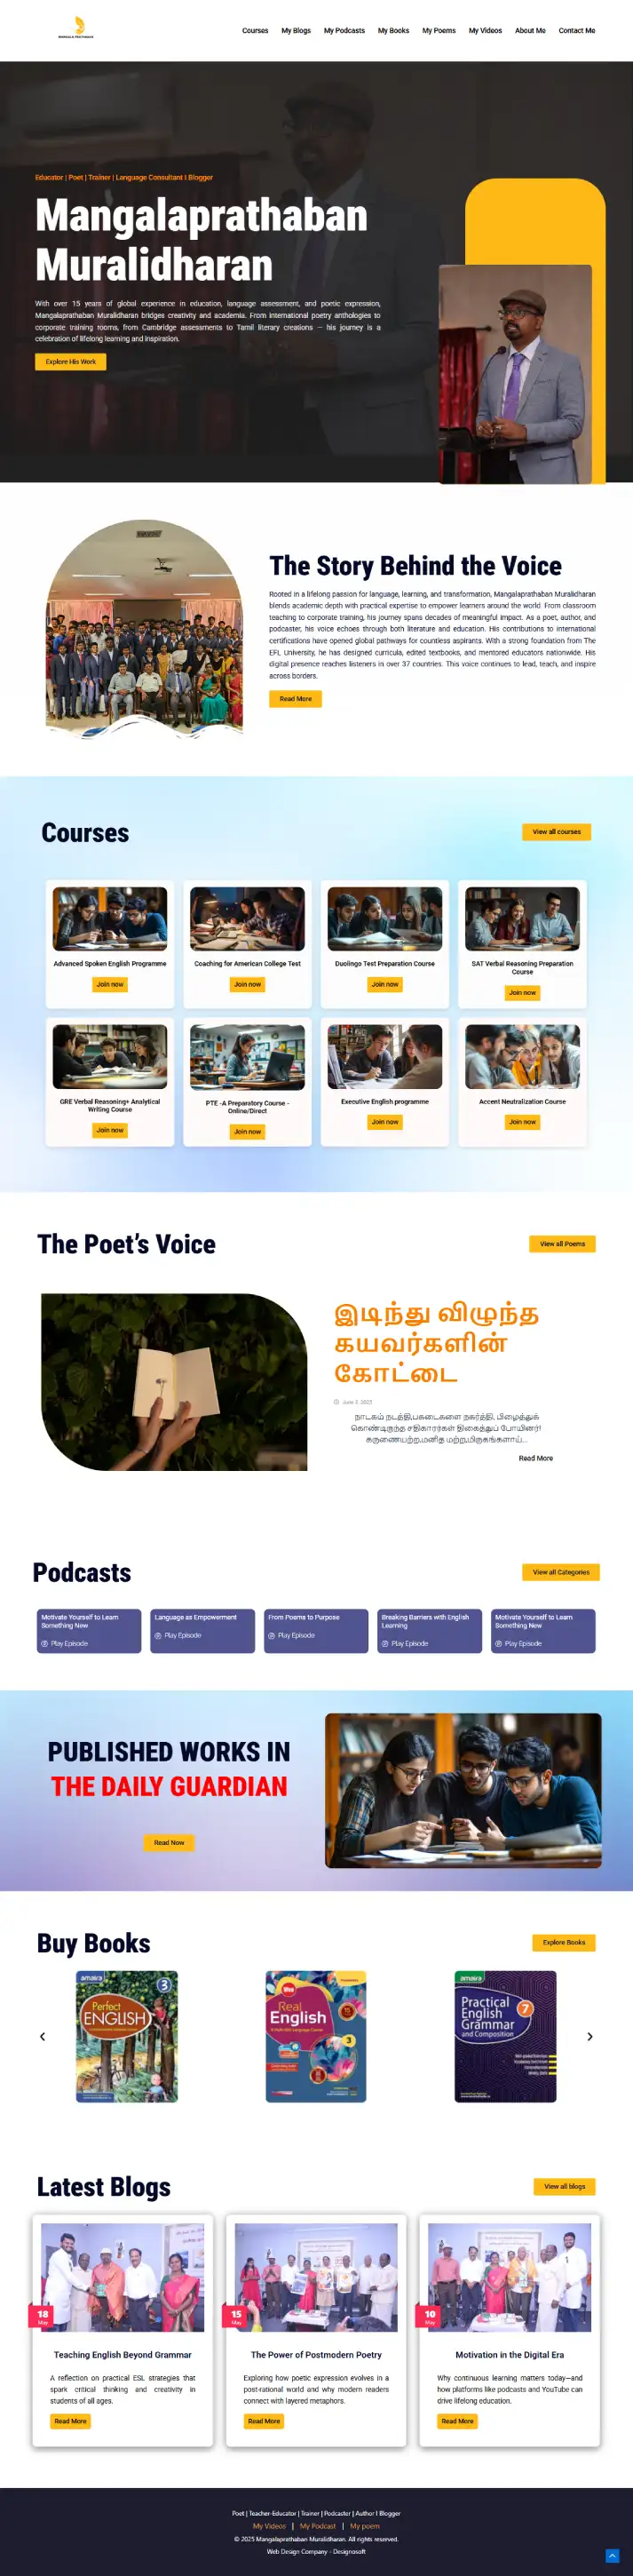 MANGALA PRATHABAN
Courses My Blogs My Podcasts My Books My Poems My Videos About Me Contact Me
Educator | Poet | Trainer | Language Consultant I Blogger
Mangalaprathaban
Muralidharan
With over 15 years of global experience in education, language assessment, and poetic expression,
Mangalaprathaban Muralidharan bridges creativity and academia. From international poetry anthologies to
corporate training rooms, from Cambridge assessments to Tamil literary creations — his journey is a
celebration of lifelong learning and inspiration.
Explore His Work
The Story Behind the Voice
Rooted in a lifelong passion for language, learning, and transformation, Mangalaprathaban Muralidharan
blends academic depth with practical expertise to empower learners around the world. From classroom
teaching to corporate training, his journey spans decades of meaningful impact. As a poet, author, and
podcaster, his voice echoes through both literature and education. His contributions to international
certifications have opened global pathways for countless aspirants. With a strong foundation from The
EFL University, he has designed curricula, edited textbooks, and mentored educators nationwide. His
digital presence reaches listeners in over 37 countries. This voice continues to lead, teach, and inspire
across borders.
Read More
Courses
View all courses
Advanced Spoken English Programme
Join now
Coaching for American College Test
Join now
Duolingo Test Preparation Course
Join now
SAT Verbal Reasoning Preparation
Course
Join now
GRE Verbal Reasoning+ Analytical
Writing Course
Join now
PTE -A Preparatory Course -
Online/Direct
Join now
Executive English programme
Join now
Accent Neutralization Course
Join now
The Poet's Voice
View all Poems
இடிந்து விழுந்த
கயவர்களின்
கோட்டை
June 3, 2025
நாடகம் நடத்தி,பகடைகளை நகர்த்தி, பிழைத்துக்
கொண்டிருந்த சதிகாரர்கள் திகைத்துப் போயினர்!
கருணையற்ற,மனித மற்ற,மிருகங்களாய்...
Read More
Podcasts
View all Categories
Motivate Yourself to Learn
Something New
Play Episode
Language as Empowerment
Play Episode
From Poems to Purpose
Play Episode
Breaking Barriers with English
Learning
Play Episode
Motivate Yourself to Learn
Something New
Play Episode
PUBLISHED WORKS IN
THE DAILY GUARDIAN
Read Now
Buy Books
Explore Books
amaira
3
Perfect
ENGLISH
Real
English
3
amaira
Practical
English
Grammar
and Composition
7
Latest Blogs
View all blogs
18
May
Teaching English Beyond Grammar
A reflection on practical ESL strategies that
spark critical thinking and creativity in
students of all ages.
Read More
15
May
The Power of Postmodern Poetry
Exploring how poetic expression evolves in a
post-rational world and why modern readers
connect with layered metaphors.
Read More
10
May
Motivation in the Digital Era
Why continuous learning matters today—and
how platforms like podcasts and YouTube can
drive lifelong education.
Read More
Poet | Teacher-Educator | Trainer | Podcaster | Author I Blogger
My Videos | My Podcast | My poem
© 2025 Mangalaprathaban Muralidharan. All rights reserved.
Web Design Company - Designosoft